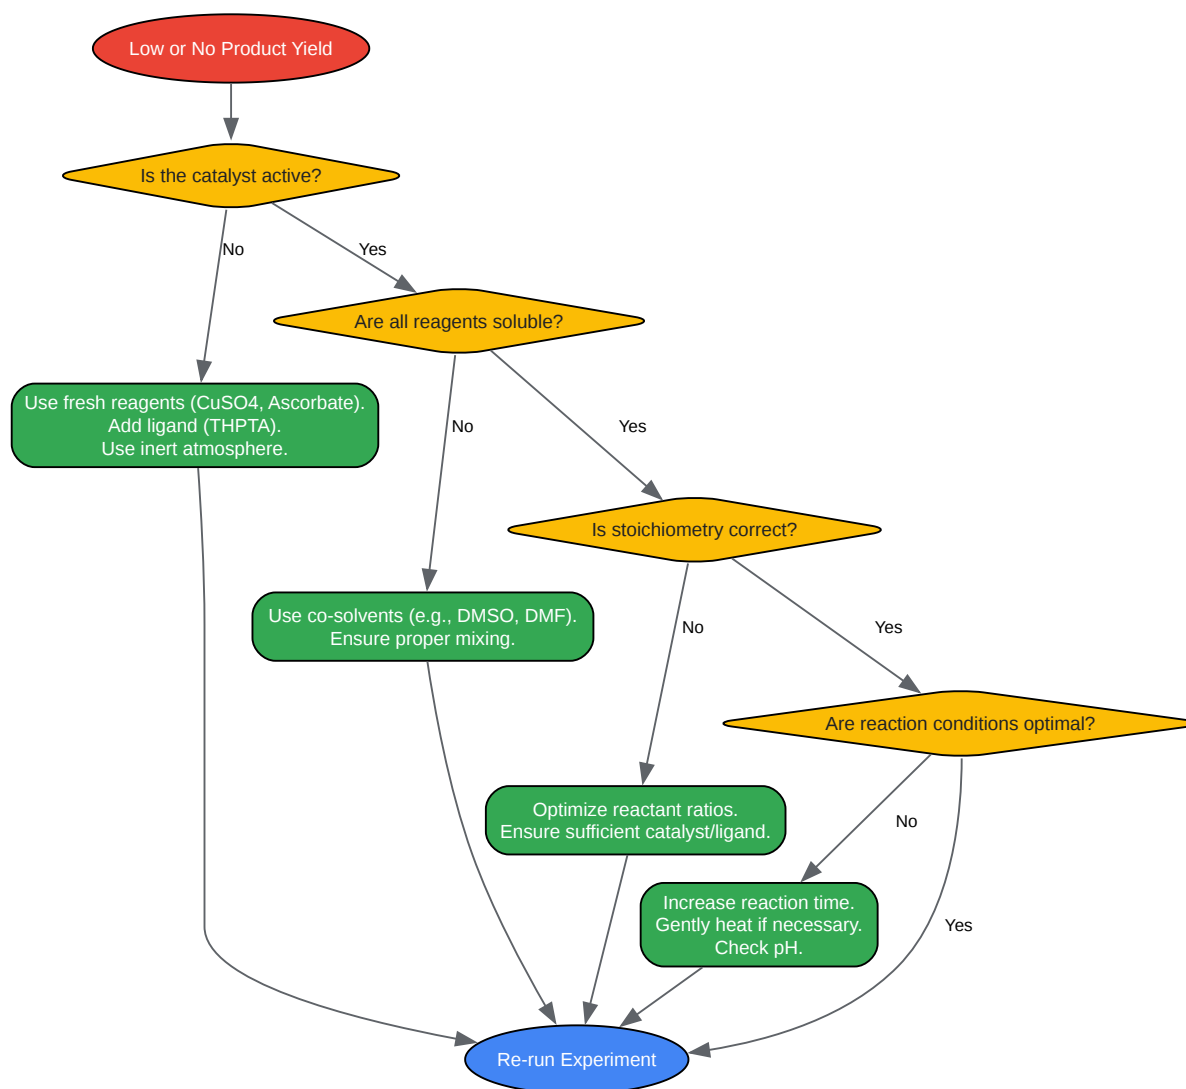 Low or No Product Yield
Is the catalyst active?
No
Yes
Are all reagents soluble?
Use fresh reagents (CuSO4, Ascorbate).
Add ligand (THPTA).
Use inert atmosphere.
No
Yes
Is stoichiometry correct?
Use co-solvents (e.g., DMSO, DMF).
Ensure proper mixing.
No
Yes
Are reaction conditions optimal?
Optimize reactant ratios.
Ensure sufficient catalyst/ligand.
No
Increase reaction time.
Gently heat if necessary.
Check pH.
Yes
Re-run Experiment